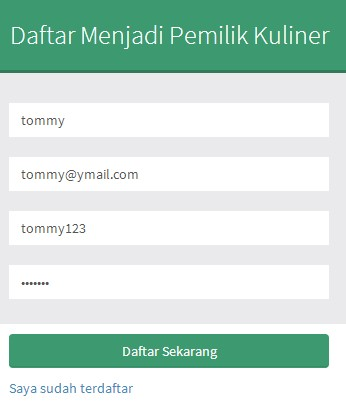 Daftar Menjadi Pemilik Kuliner
tommy
tommy@ymail.com
tommy123
•••••••
Daftar Sekarang
Saya sudah terdaftar